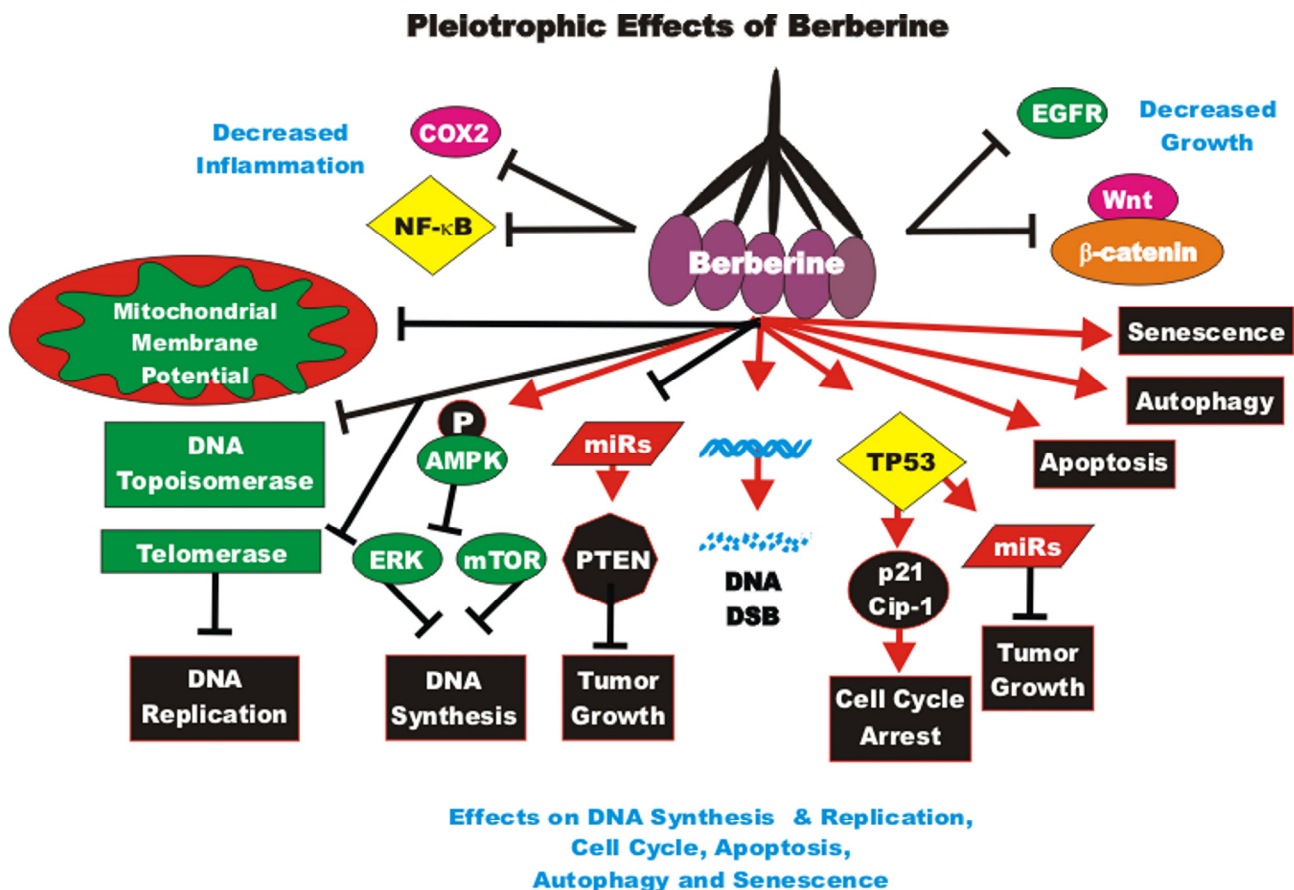 Pleiotrophic Effects of Berberine
Decreased
Inflammation
COX2
NF-κB
EGFR
Decreased
Growth
Wnt
β-catenin
Berberine
Mitochondrial
Membrane
Potential
Senescence
Autophagy
Apoptosis
DNA
Topoisomerase
Telomerase
DNA
Replication
P
AMPK
ERK
mTOR
DNA
Synthesis
miRs
PTEN
Tumor
Growth
DNA
DSB
TP53
p21
Cip-1
Cell Cycle
Arrest
miRs
Tumor
Growth
Effects on DNA Synthesis & Replication,
Cell Cycle, Apoptosis,
Autophagy and Senescence